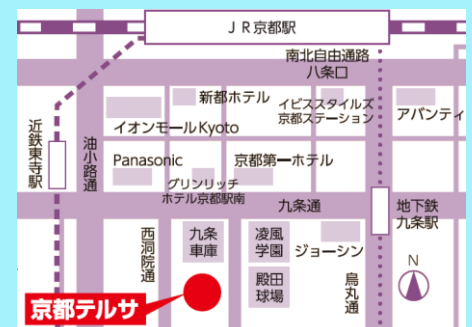 JR京都駅
南北自由通路
八条口
新都ホテル
イビススタイルズ
京都ステーション
アバンティ
イオンモールKyoto
近鉄東寺駅
油小路通
Panasonic
京都第一ホテル
グリンリッチ
ホテル京都駅南
九条通
地下鉄
九条駅
西洞院通
九条
車庫
凌風
学園
ジョーシン
烏丸通
N
殿田
球場
京都テルサ